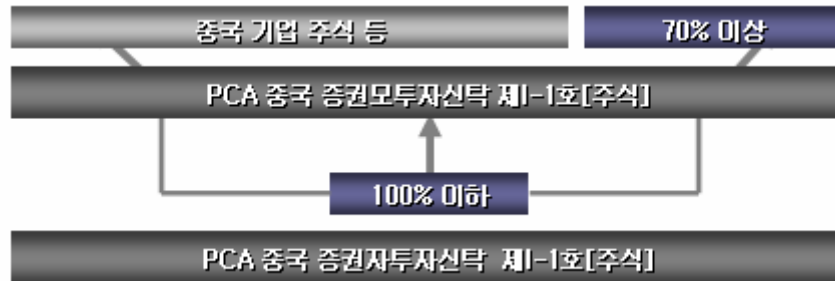 중국 기업 주식 등
70% 이상
PCA 중국 증권모투자신탁 제I-1호[주식]
100% 이하
PCA 중국 증권자투자신탁 제I-1호[주식]